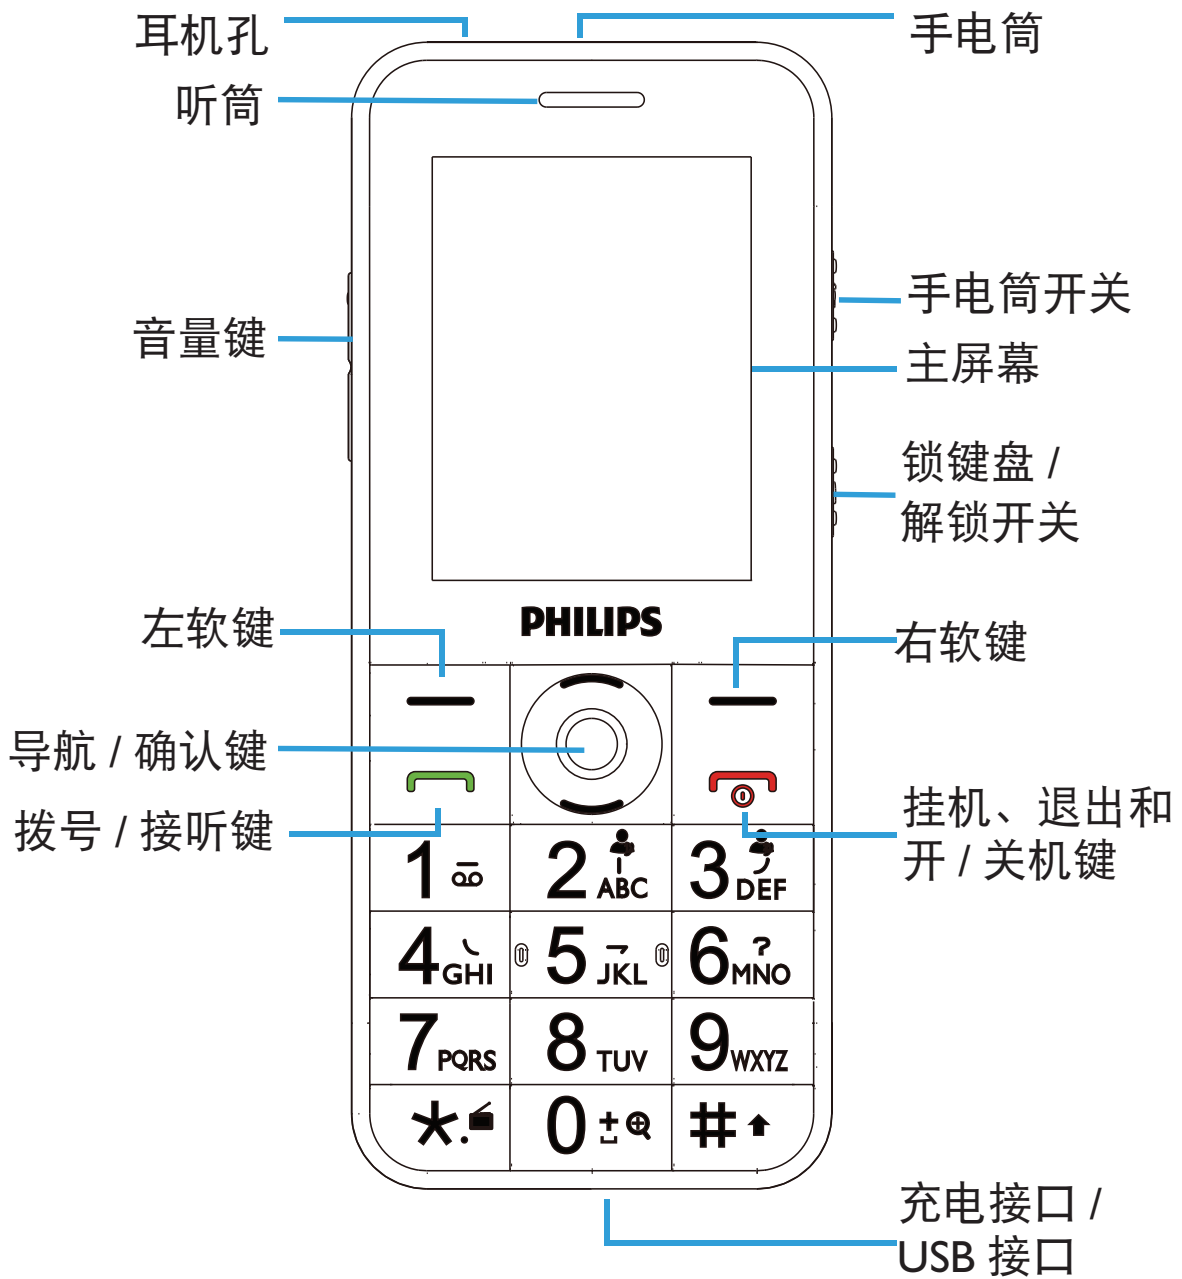 耳机孔
手电筒
听筒
手电筒开关
音量键
主屏幕
锁键盘 /
解锁开关
左软键
PHILIPS
右软键
导航 / 确认键
拨号 / 接听键
挂机、退出和
开 / 关机键
1
2 ABC
3 DEF
4 GHI
5 JKL
6 ? MNO
7 PQRS
8 TUV
9 WXYZ
*.
0 +
#
充电接口 /
USB 接口